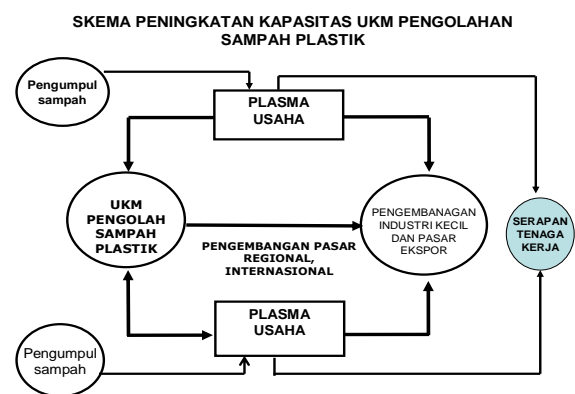 SKEMA PENINGKATAN KAPASITAS UKM PENGOLAHAN
SAMPAH PLASTIK
Pengumpul
sampah
PLASMA
USAHA
UKM
PENGOLAH
SAMPAH
PLASTIK
PENGEMBANAGAN
INDUSTRI KECIL
DAN PASAR
EKSPOR
SERAPAN
TENAGA
KERJA
PENGEMBANGAN PASAR
REGIONAL,
INTERNASIONAL
PLASMA
USAHA
Pengumpul
sampah